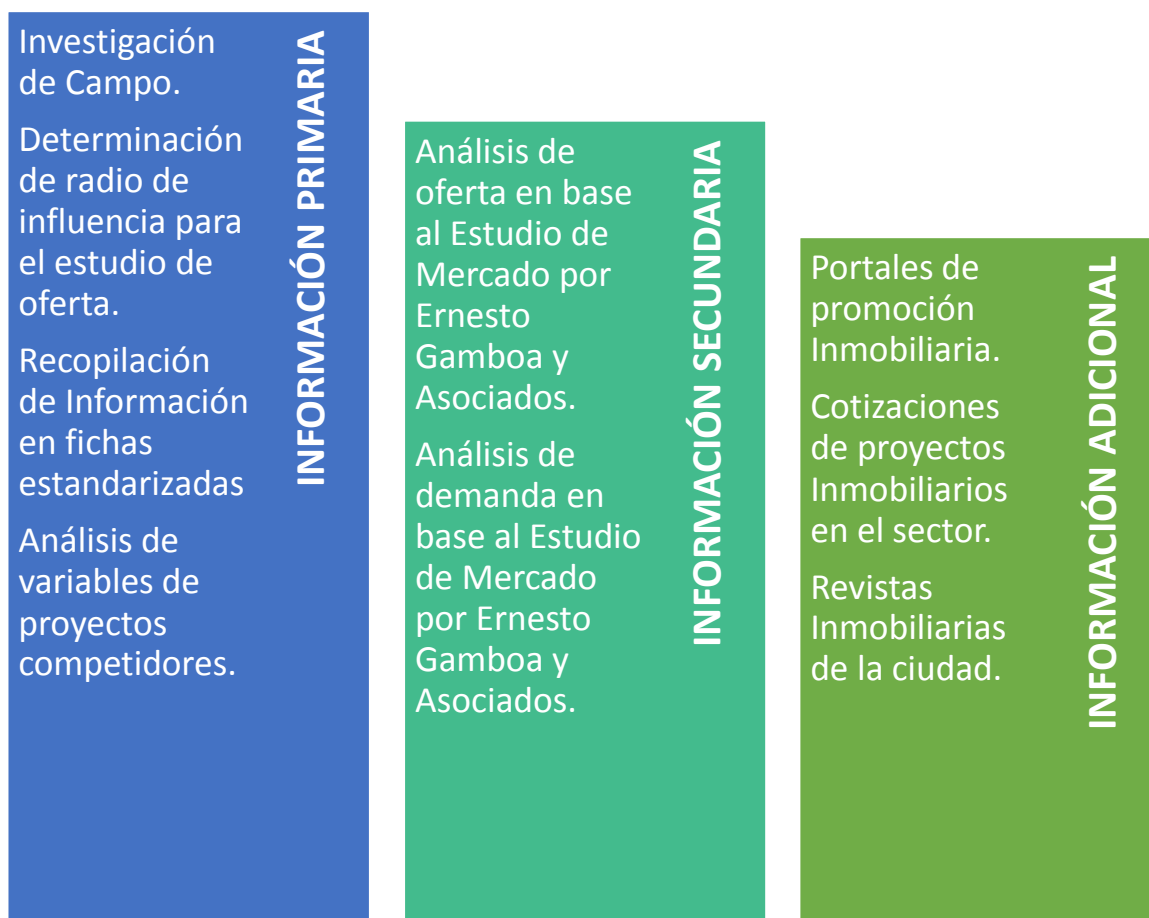 Investigación
de Campo.
Determinación
de radio de
influencia para
el estudio de
oferta.
Recopilación
de Información
en fichas
estandarizadas
Análisis de
variables de
proyectos
competidores.
INFORMACIÓN PRIMARIA
Análisis de
oferta en base
al Estudio de
Mercado por
Ernesto
Gamboa y
Asociados.
Análisis de
demanda en
base al Estudio
de Mercado
por Ernesto
Gamboa y
Asociados.
INFORMACIÓN SECUNDARIA
Portales de
promoción
Inmobiliaria.
Cotizaciones
de proyectos
Inmobiliarios
en el sector.
Revistas
Inmobiliarias
de la ciudad.
INFORMACIÓN ADICIONAL